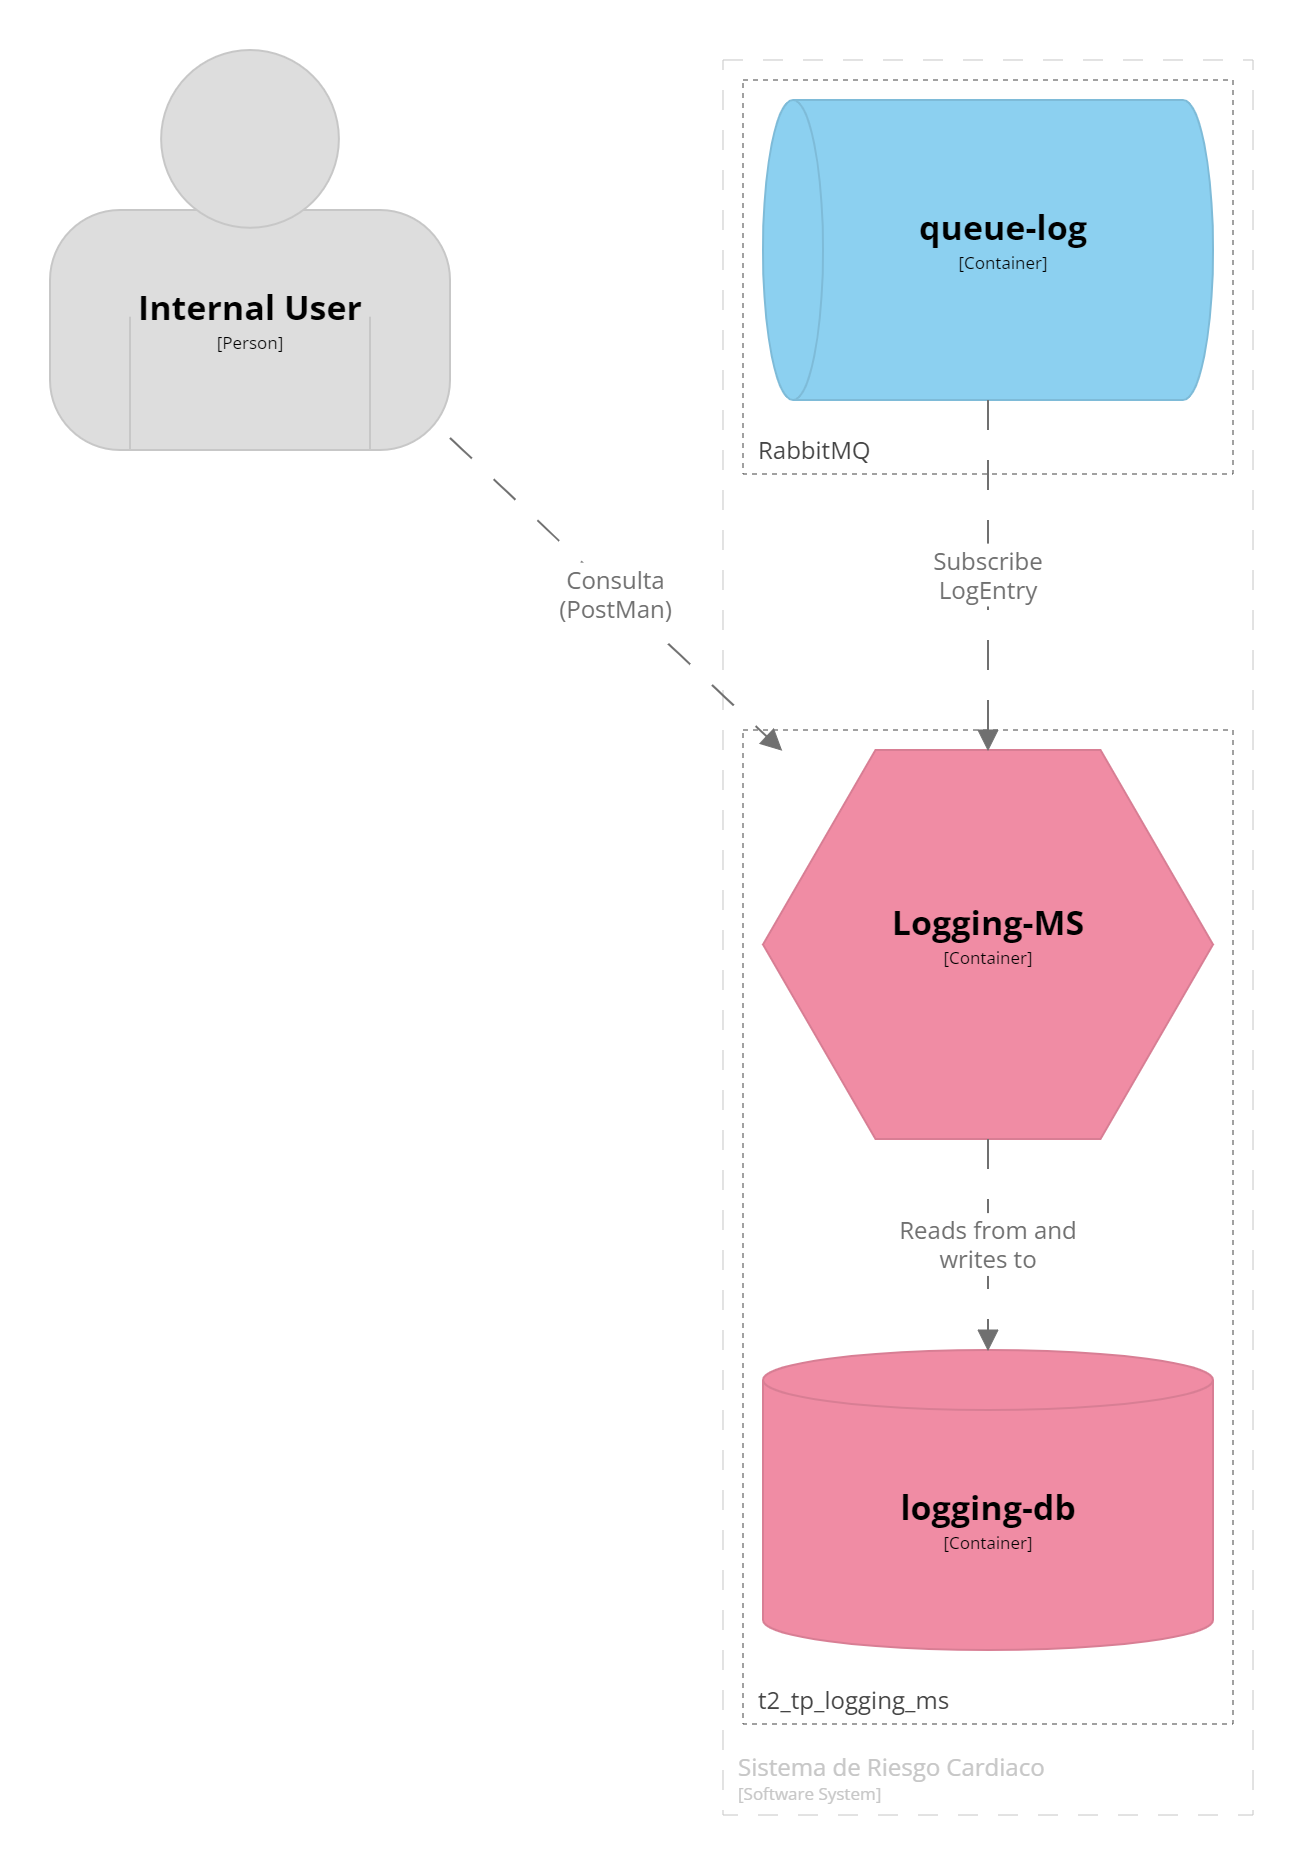 Internal User
[Person]
queue-log
[Container]
RabbitMQ
Subscribe
LogEntry
Consulta
(PostMan)
Logging-MS
[Container]
Reads from and
writes to
logging-db
[Container]
t2_tp_logging_ms
Sistema de Riesgo Cardiaco
[Software System]